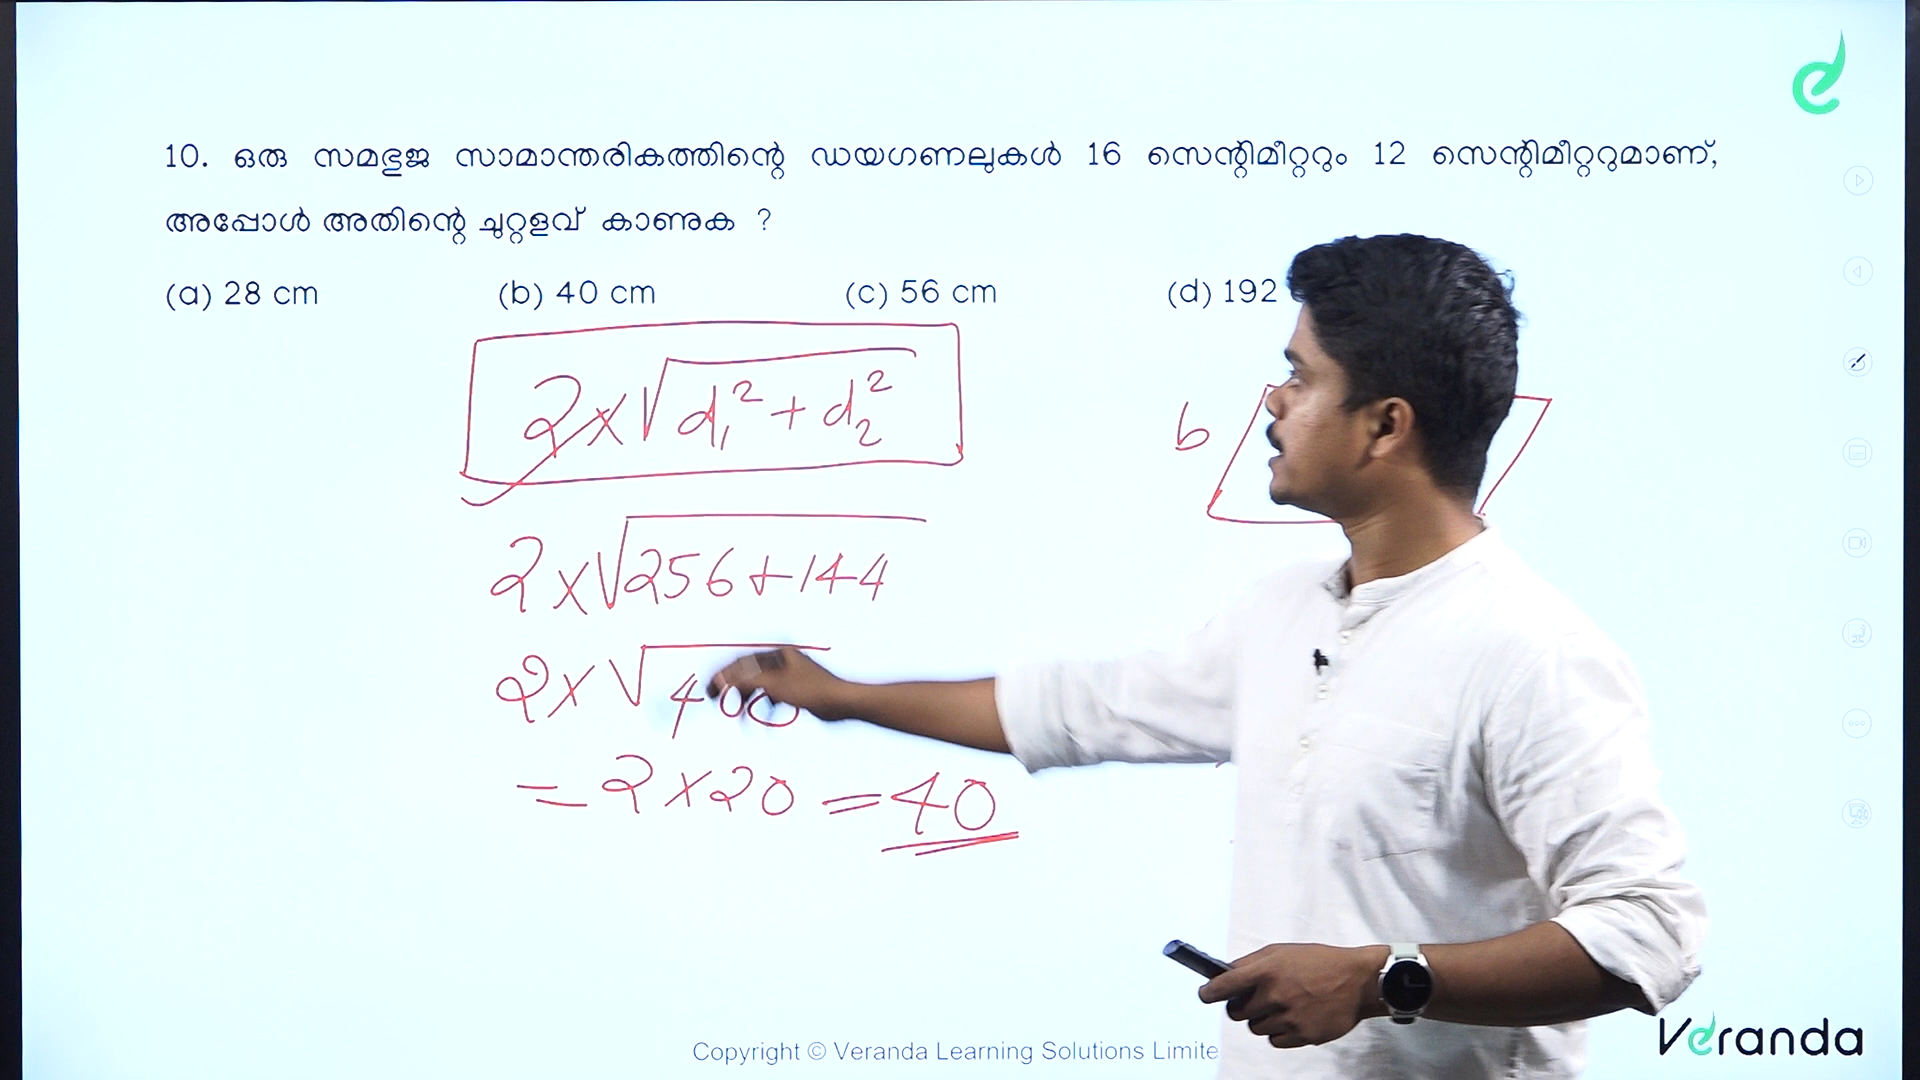 10. ഒരു സമഭുജ സാമാന്തരികത്തിന്റെ ഡയഗണലുകൾ 16 സെന്റിമീറ്ററും 12 സെന്റിമീറ്ററുമാണ്,
അപ്പോൾ അതിന്റെ ചുറ്റളവ് കാണുക ?
(a) 28 cm (b) 40 cm (c) 56 cm (d) 192
2 × √d₁² + d₂²
b
2 × √256 + 144
2 × √400
= 2 × 20 = 40
Veranda
Copyright © Veranda Learning Solutions Limite